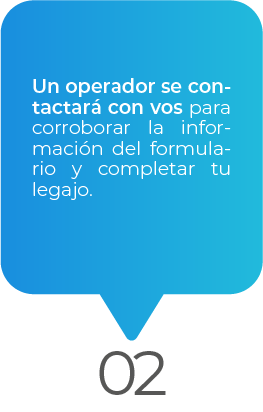 Un operador se con-
tactará con vos para
corroborar la infor-
mación del formula-
rio y completar tu
legajo.
02